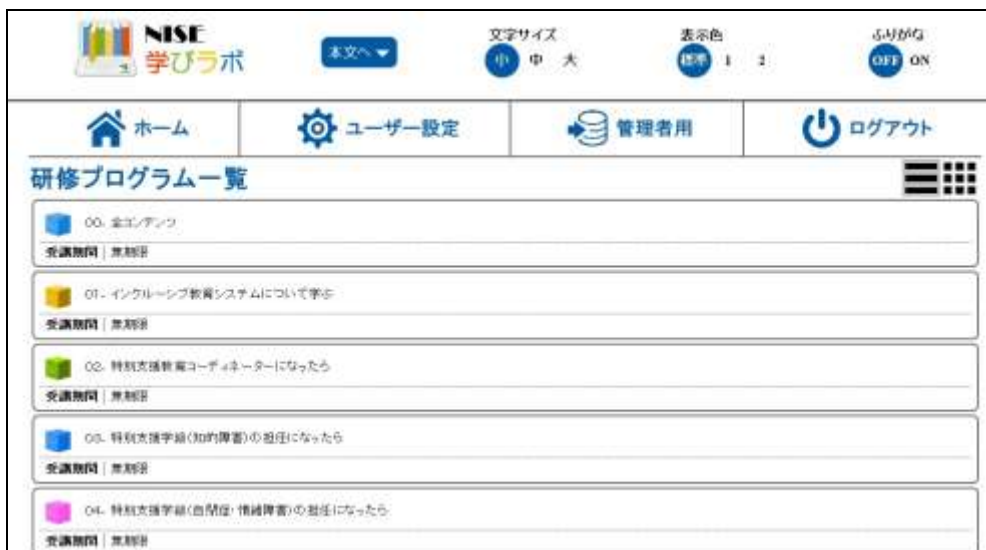 NISE
学びラボ
本文へ
文字サイズ
小 中 大
表示色
標準 1 2
ふりがな
OFF ON
ホーム
ユーザー設定
管理者用
ログアウト
研修プログラム一覧
00. 全コンテンツ
受講期間 | 無期限
01. インクルーシブ教育システムについて学ぶ
受講期間 | 無期限
02. 特別支援教育コーディネーターになったら
受講期間 | 無期限
03. 特別支援学級(知的障害)の担任になったら
受講期間 | 無期限
04. 特別支援学級(自閉症・情緒障害)の担任になったら
受講期間 | 無期限